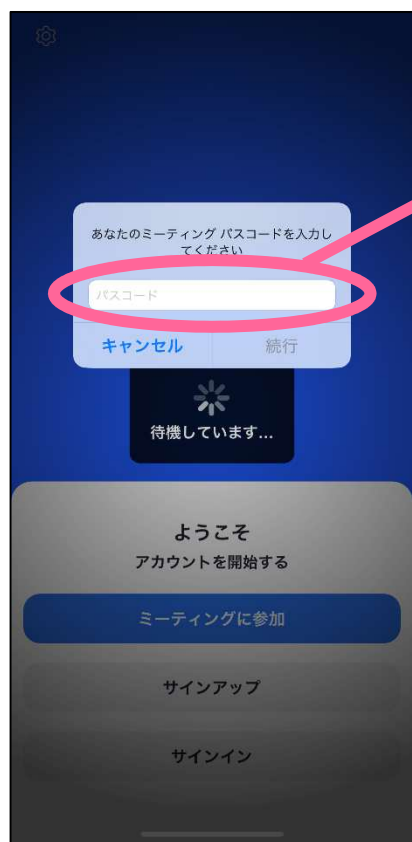 あなたのミーティング パスコードを入力し
てください
パスコード
キャンセル 続行
待機しています...
ようこそ
アカウントを開始する
ミーティングに参加
サインアップ
サインイン